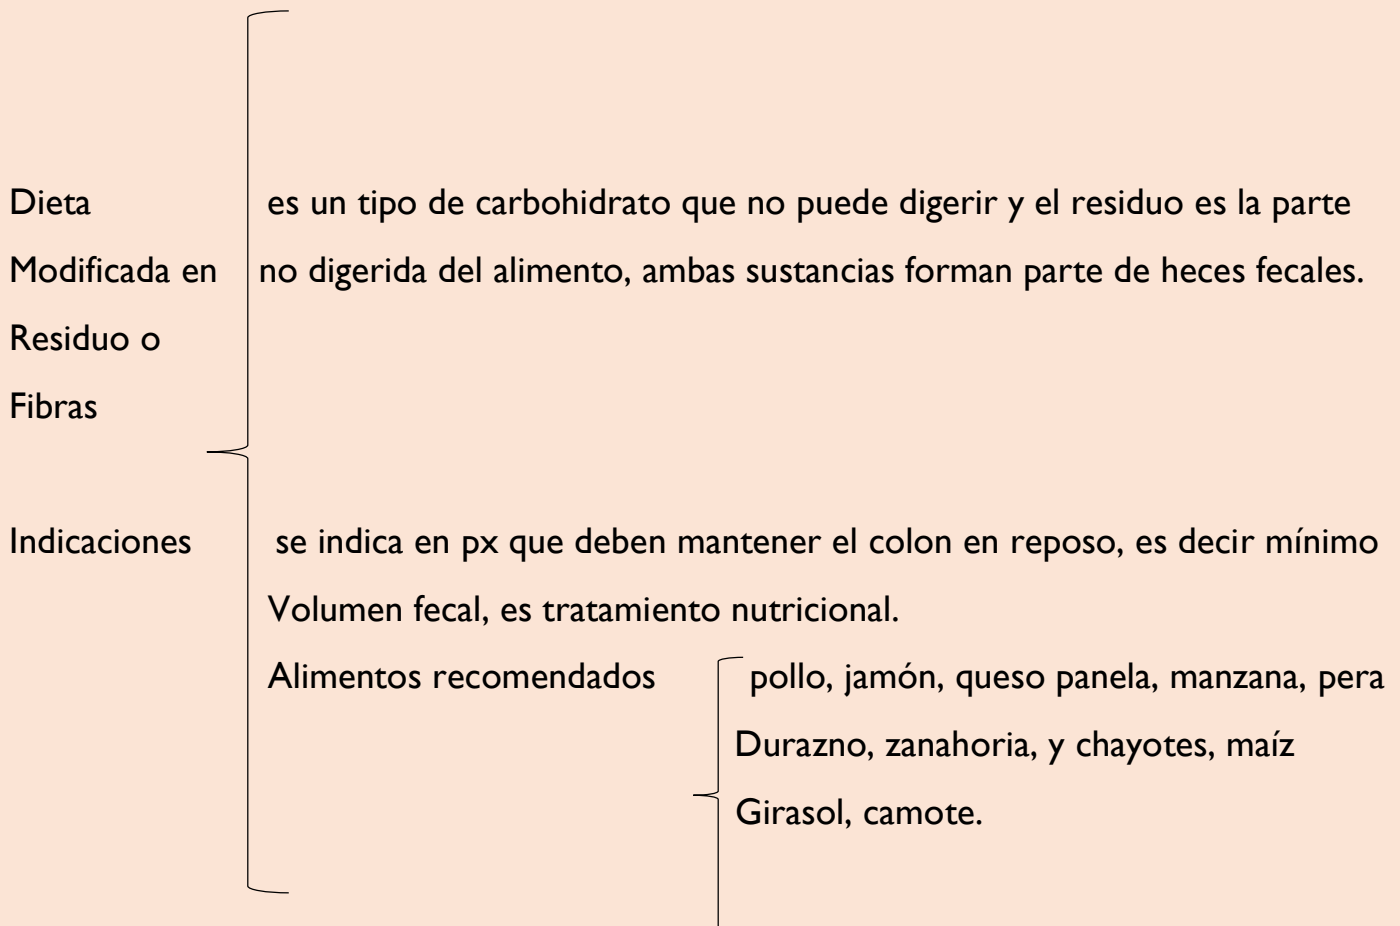 Dieta es un tipo de carbohidrato que no puede digerir y el residuo es la parte
Modificada en no digerida del alimento, ambas sustancias forman parte de heces fecales.
Residuo o
Fibras
Indicaciones se indica en px que deben mantener el colon en reposo, es decir mínimo
Volumen fecal, es tratamiento nutricional.
Alimentos recomendados pollo, jamón, queso panela, manzana, pera
Durazno, zanahoria, y chayotes, maíz
Girasol, camote.